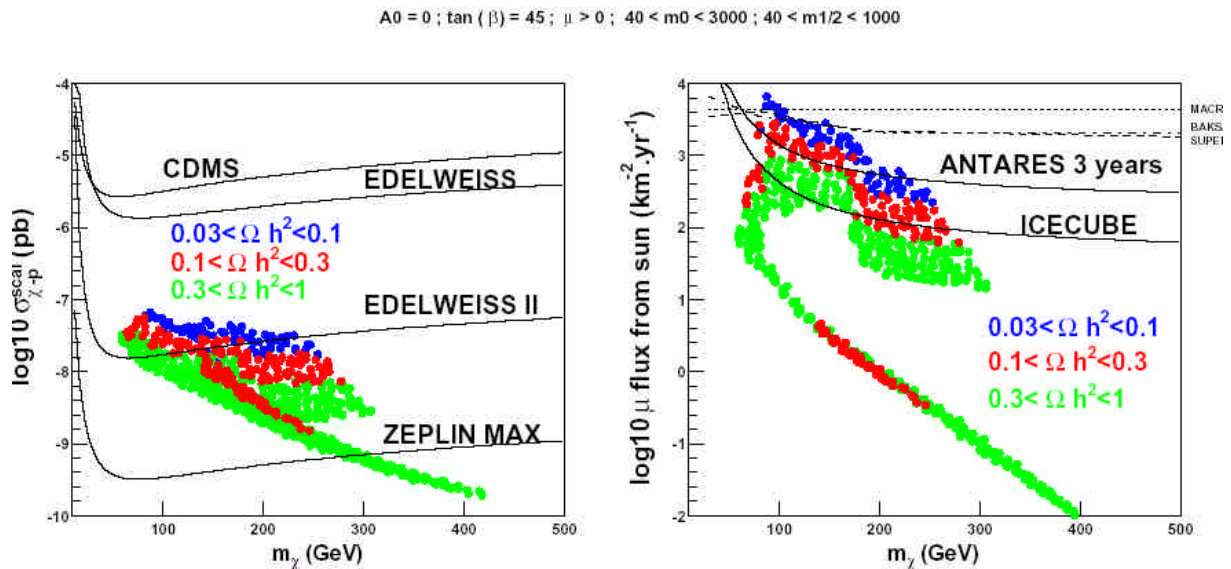 A0 = 0 ; tan ( β) = 45 ; μ > 0 ; 40 < m0 < 3000 ; 40 < m1/2 < 1000
log10 σχ-p^scal (pb)
-4
-5
-6
-7
-8
-9
-10
CDMS
EDELWEISS
0.03< Ω h²<0.1
0.1< Ω h²<0.3
0.3< Ω h²<1
EDELWEISS II
ZEPLIN MAX
100 200 300 400 500
mχ (GeV)
log10 μ flux from sun (km-2.yr-1)
4
3
2
1
0
-1
-2
MACR
BAKS
SUPE
ANTARES 3 years
ICECUBE
0.03< Ω h²<0.1
0.1< Ω h²<0.3
0.3< Ω h²<1
100 200 300 400 500
mχ (GeV)